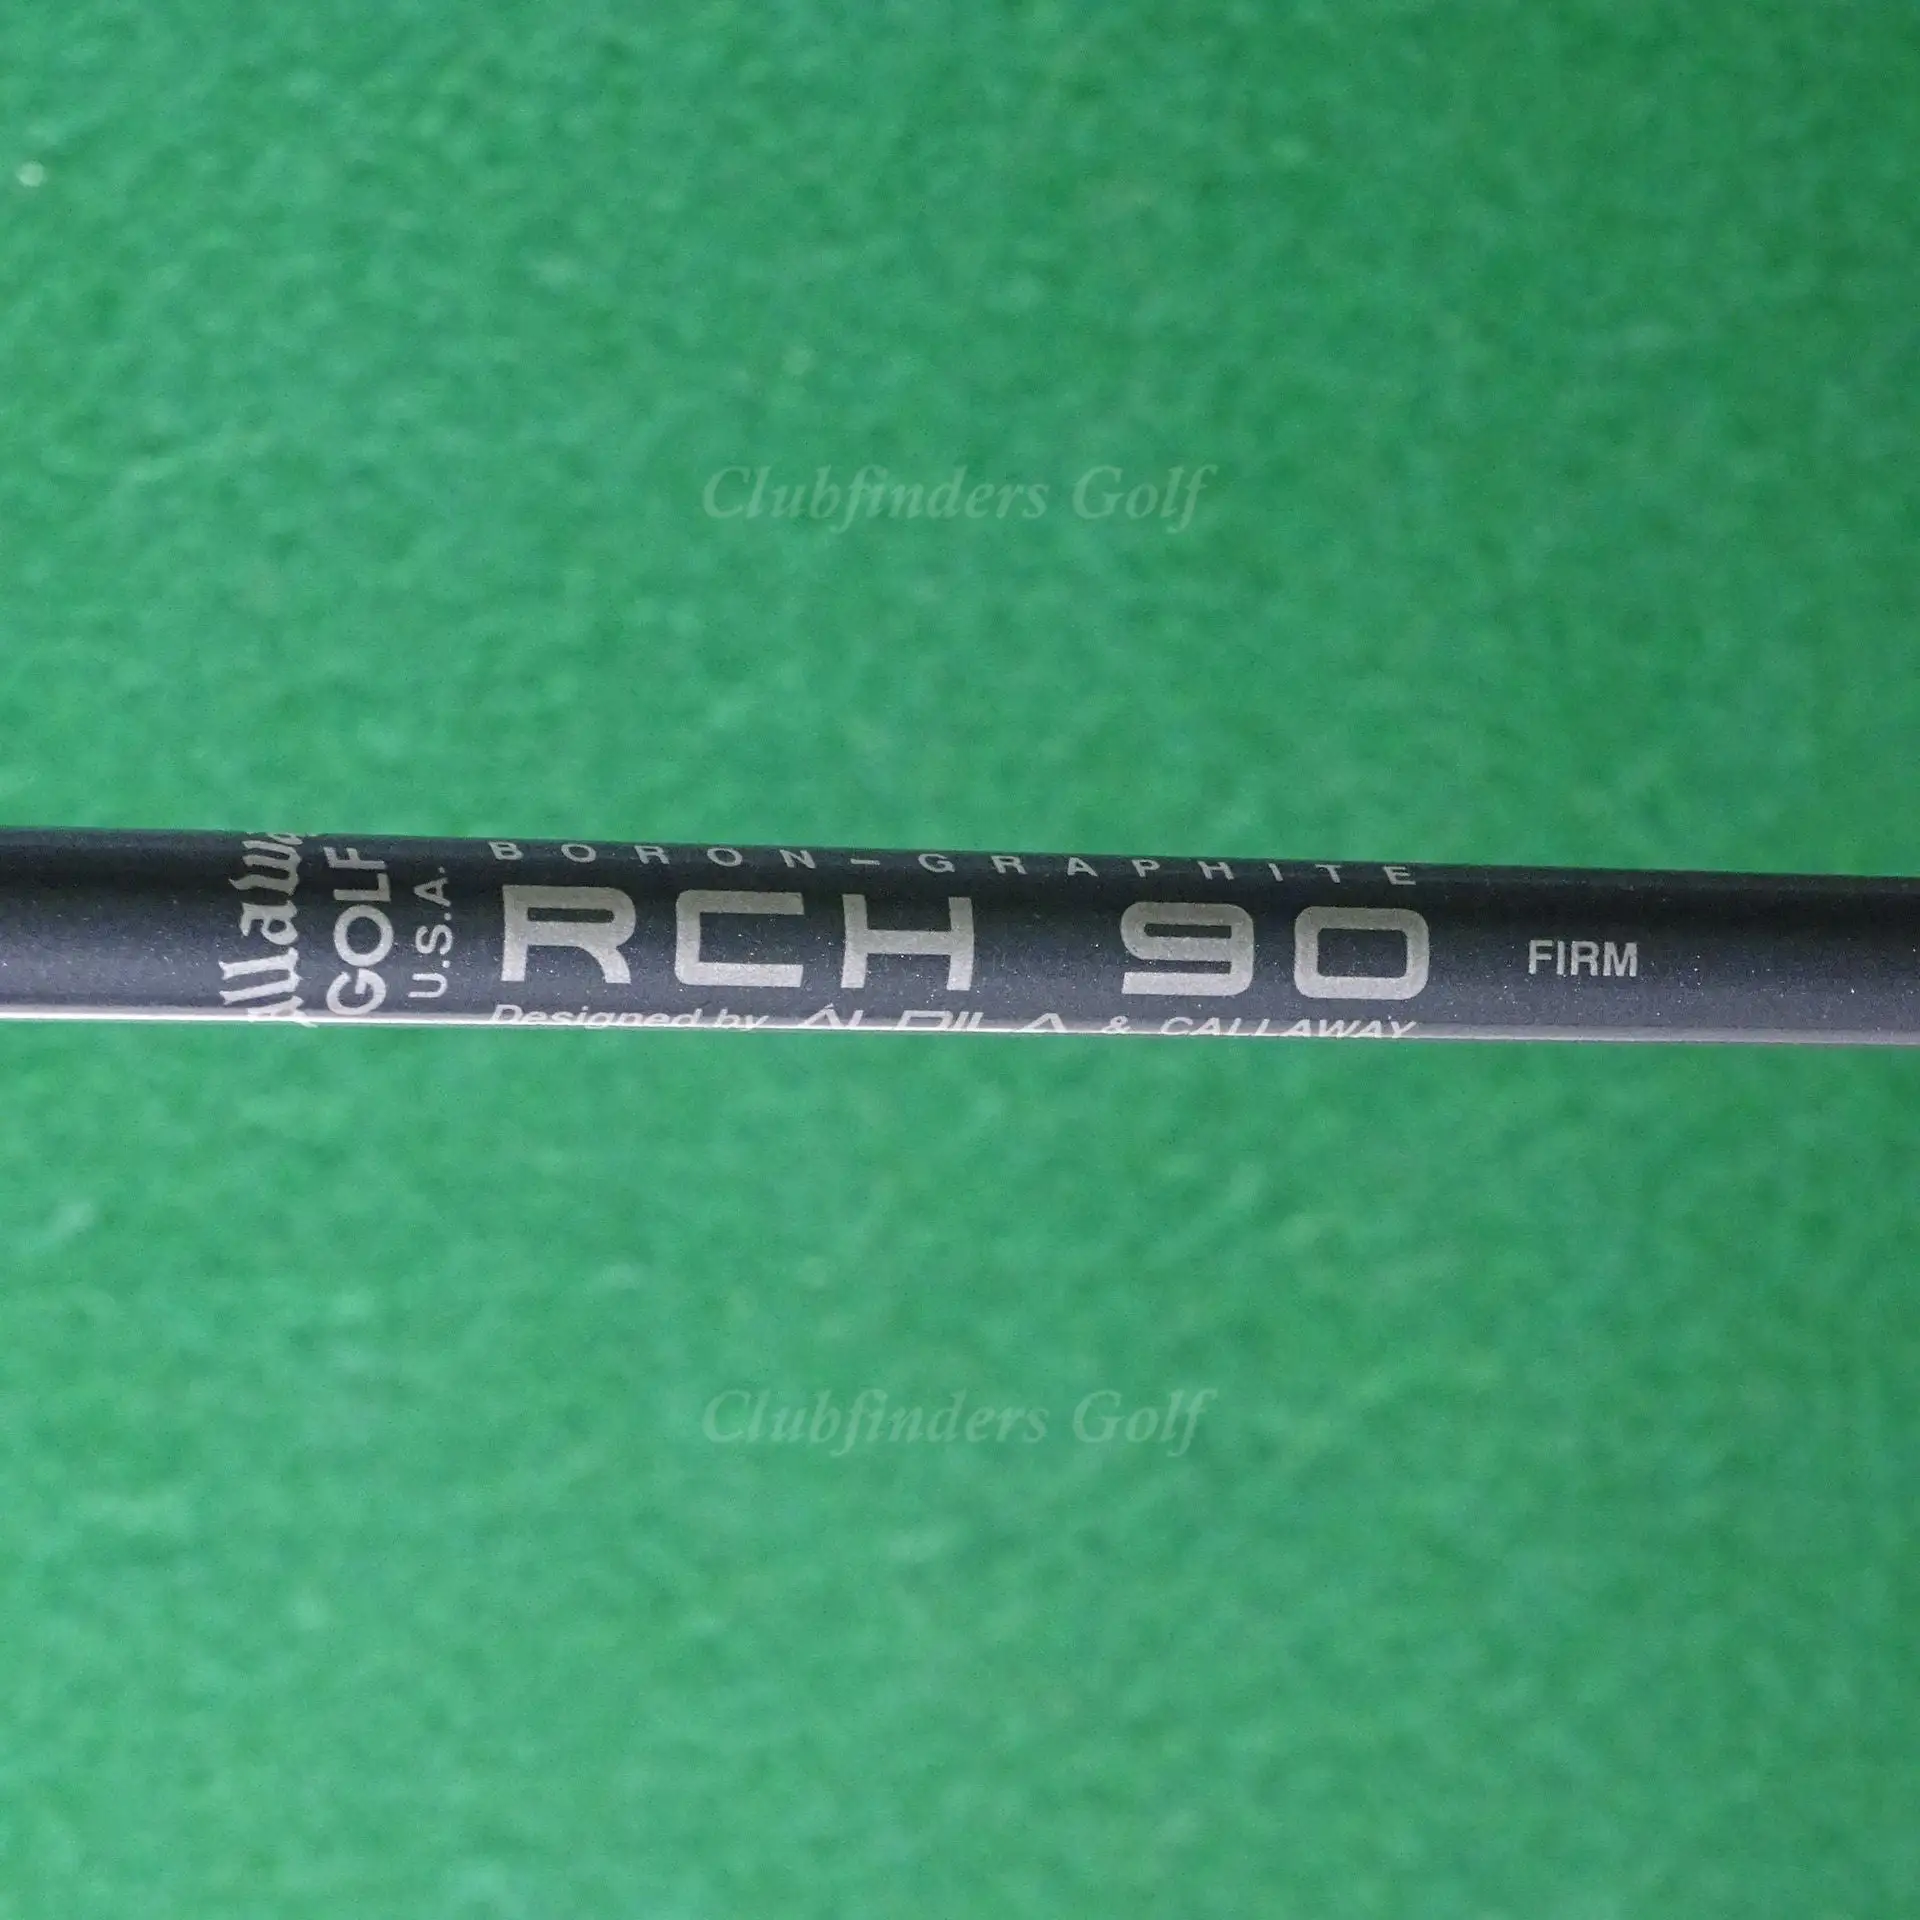 Clubfinders Golf
GOLF
U.S.A.
BORON-GRAPHITE
RCH 90
FIRM
Designed by ALDILA & CALLAWAY
Clubfinders Golf